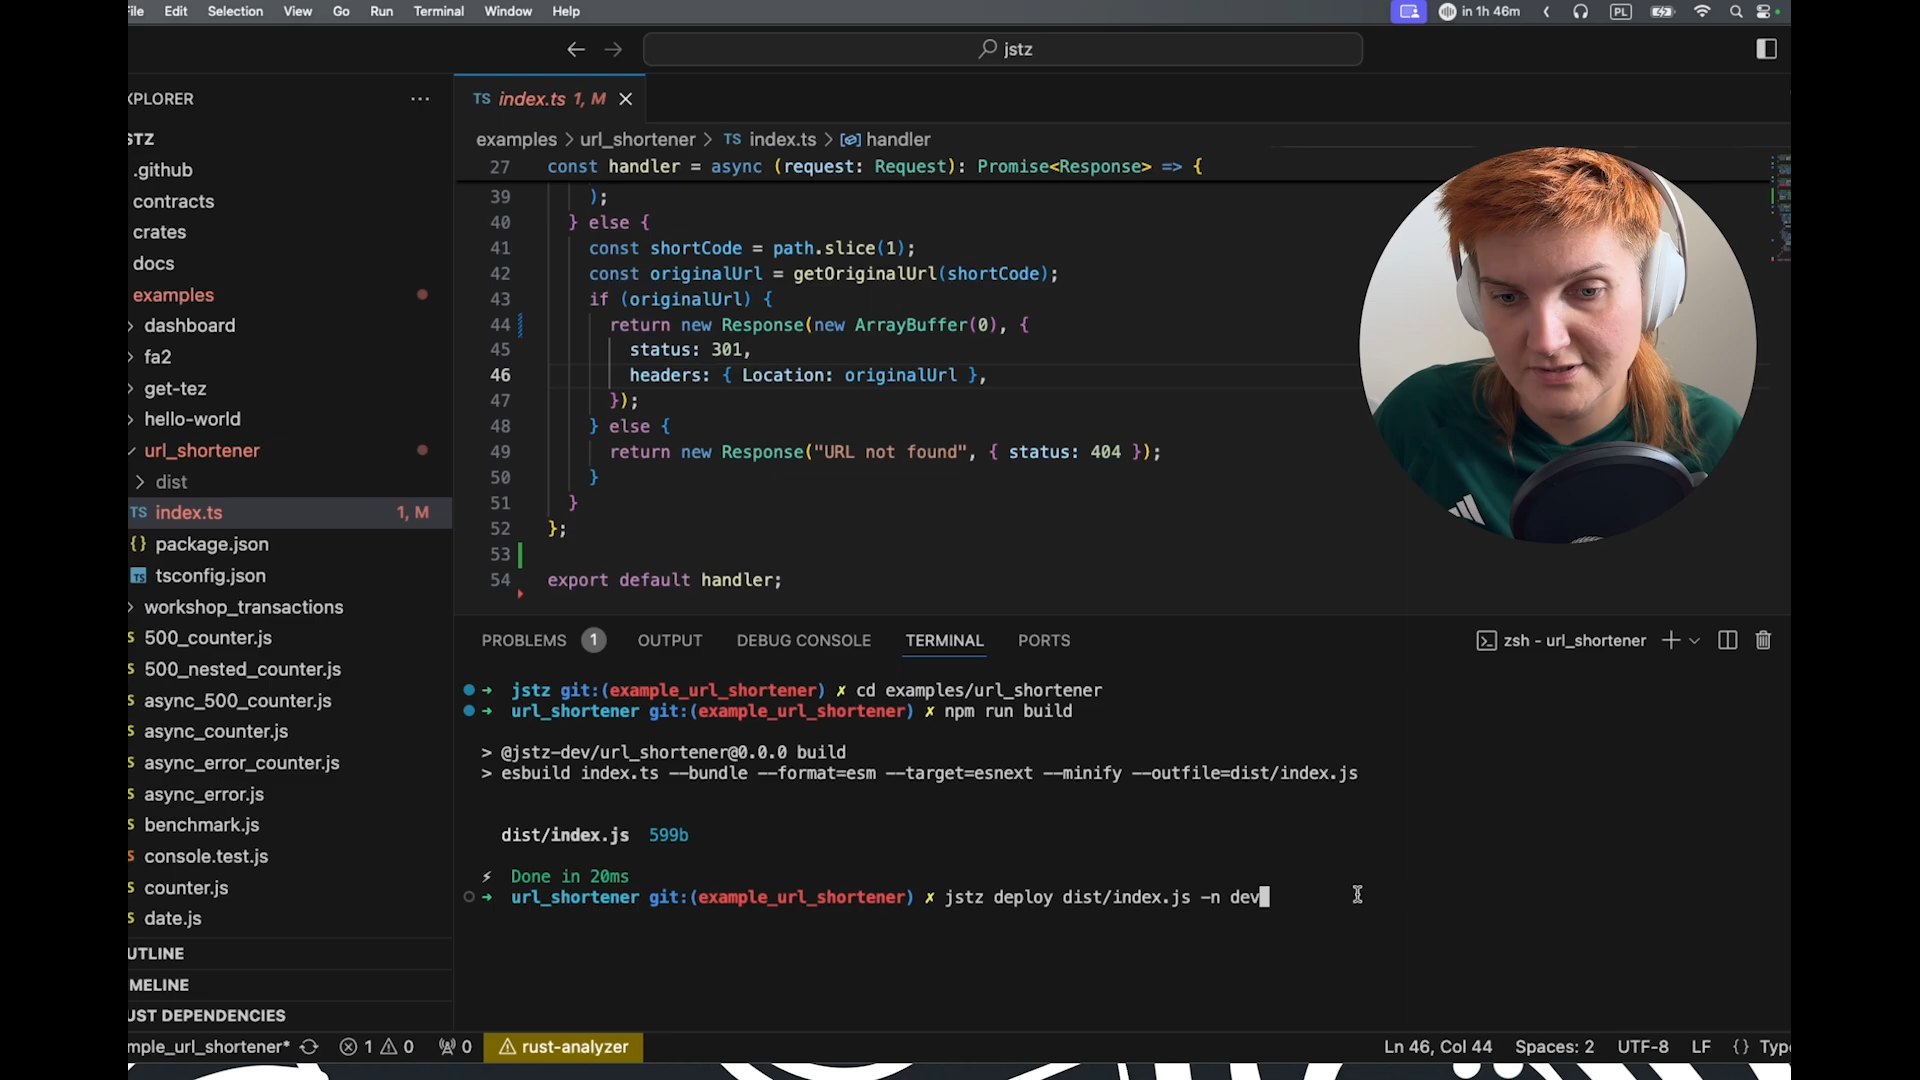 File Edit Selection View Go Run Terminal Window Help
in 1h 46m PL
jstz
XPLORER
index.ts 1, M
STZ
examples > url_shortener > TS index.ts > handler
.github
contracts
crates
docs
examples
dashboard
fa2
get-tez
hello-world
url_shortener
dist
TS index.ts 1, M
{} package.json
TS tsconfig.json
workshop_transactions
500_counter.js
500_nested_counter.js
async_500_counter.js
async_counter.js
async_error_counter.js
async_error.js
benchmark.js
console.test.js
counter.js
date.js
UTLINE
IMELINE
UST DEPENDENCIES
27 const handler = async (request: Request): Promise<Response> => {
39 );
40 } else {
41 const shortCode = path.slice(1);
42 const originalUrl = getOriginalUrl(shortCode);
43 if (originalUrl) {
44 return new Response(new ArrayBuffer(0), {
45 status: 301,
46 headers: { Location: originalUrl },
47 });
48 } else {
49 return new Response("URL not found", { status: 404 });
50 }
51 }
52 };
53
54 export default handler;
PROBLEMS 1 OUTPUT DEBUG CONSOLE TERMINAL PORTS zsh - url_shortener
jstz git:(example_url_shortener) ✗ cd examples/url_shortener
url_shortener git:(example_url_shortener) ✗ npm run build
> @jstz-dev/url_shortener@0.0.0 build
> esbuild index.ts --bundle --format=esm --target=esnext --minify --outfile=dist/index.js
dist/index.js 599b
⚡ Done in 20ms
url_shortener git:(example_url_shortener) ✗ jstz deploy dist/index.js -n dev
mple_url_shortener* 1 0 0 rust-analyzer Ln 46, Col 44 Spaces: 2 UTF-8 LF {} Typ